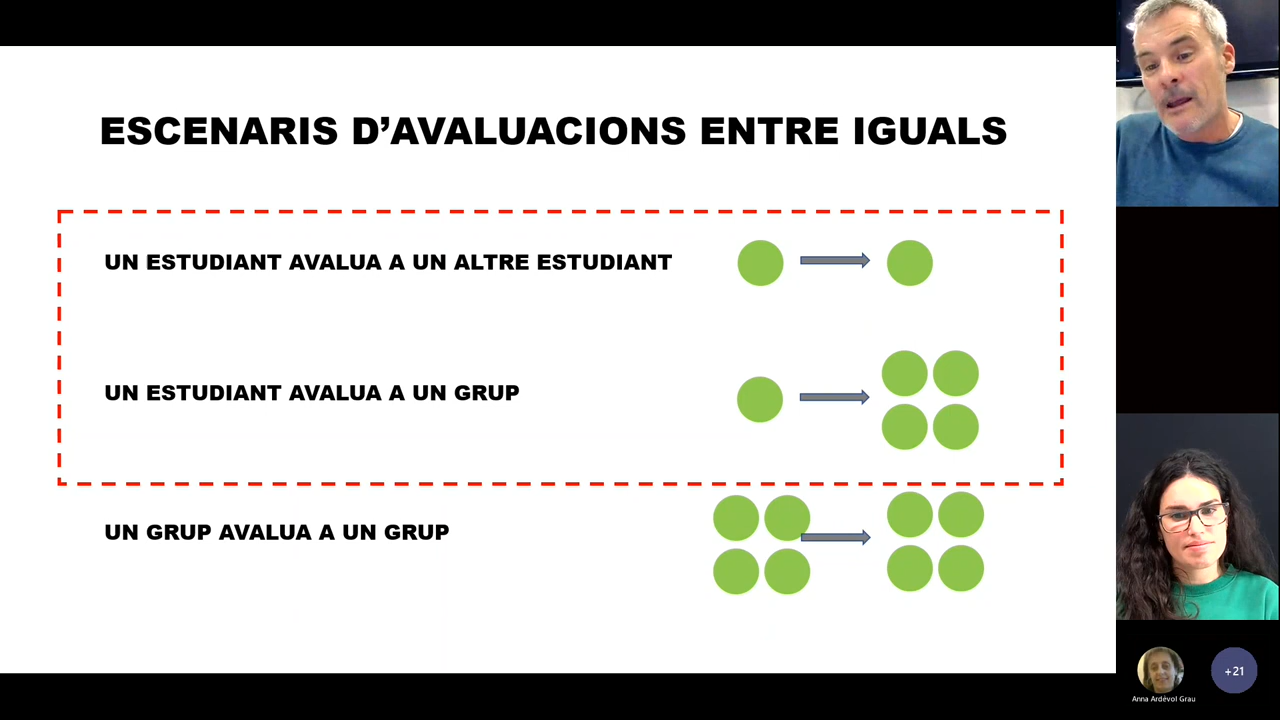 ESCENARIS D’AVALUACIONS ENTRE IGUALS
UN ESTUDIANT AVALUA A UN ALTRE ESTUDIANT
UN ESTUDIANT AVALUA A UN GRUP
UN GRUP AVALUA A UN GRUP
Anna Ardévol Grau
+21